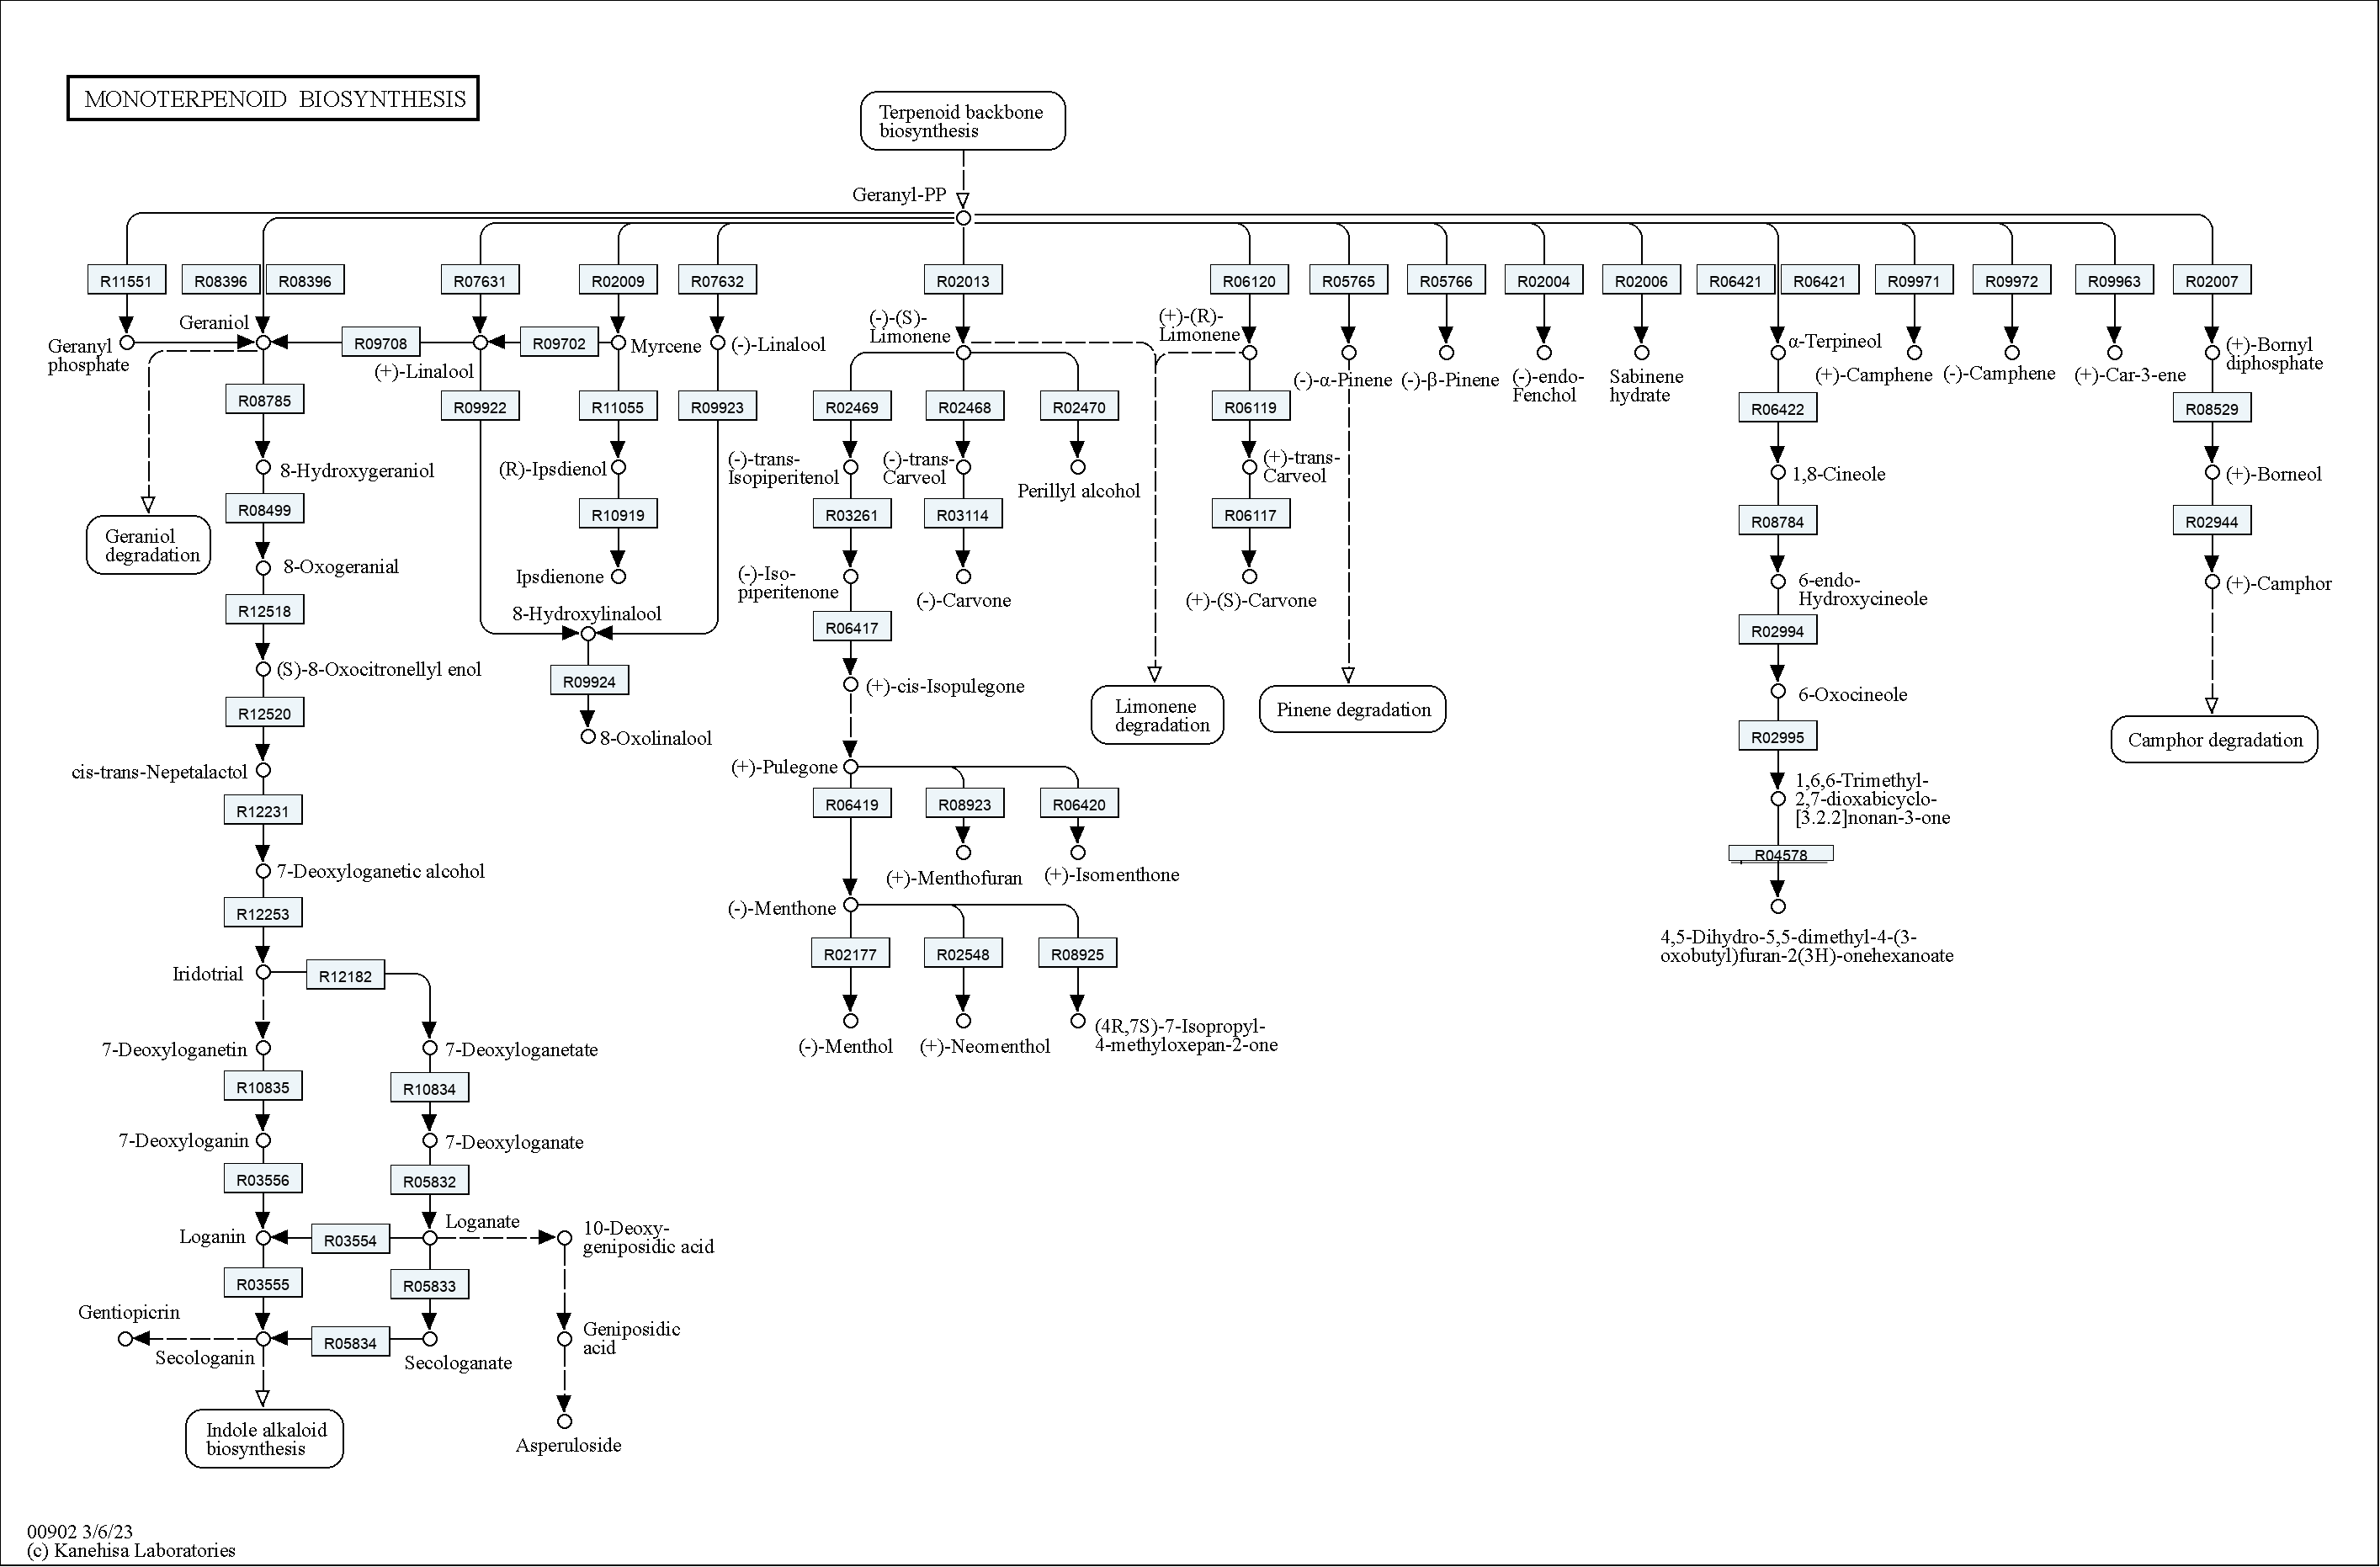 MONOTERPENOID BIOSYNTHESIS
Terpenoid backbone
biosynthesis
Geranyl-PP
R11551
R08396
R08396
R07631
R02009
R07632
R02013
R06120
R05765
R05766
R02004
R02006
R06421
R06421
R09971
R09972
R09963
R02007
Geraniol
Geranyl
phosphate
R09708
(+)-Linalool
R09702
Myrcene
(-)-Linalool
(-)-(S)-
Limonene
(+)-(R)-
Limonene
(-)-α-Pinene
(-)-β-Pinene
(-)-endo-
Fenchol
Sabinene
hydrate
α-Terpineol
(+)-Camphene
(-)-Camphene
(+)-Car-3-ene
(+)-Bornyl
diphosphate
R08785
R09922
R11055
R09923
R02469
R02468
R02470
R06119
R06422
R08529
8-Hydroxygeraniol
(R)-Ipsdienol
(-)-trans-
Isopiperitenol
(-)-trans-
Carveol
Perillyl alcohol
(+)-trans-
Carveol
1,8-Cineole
(+)-Borneol
Geraniol
degradation
R08499
R10919
R03261
R03114
R06117
R08784
R02944
8-Oxogeranial
Ipsdienone
(-)-Iso-
piperitenone
(-)-Carvone
(+)-(S)-Carvone
6-endo-
Hydroxycineole
(+)-Camphor
R12518
8-Hydroxylinalool
R06417
R02994
(S)-8-Oxocitronellyl enol
R09924
(+)-cis-Isopulegone
Limonene
degradation
Pinene degradation
6-Oxocineole
R12520
8-Oxolinalool
R02995
Camphor degradation
cis-trans-Nepetalactol
(+)-Pulegone
1,6,6-Trimethyl-
2,7-dioxabicyclo-
[3.2.2]nonan-3-one
R12231
R06419
R08923
R06420
R04578
7-Deoxyloganetic alcohol
(+)-Menthofuran
(+)-Isomenthone
R12253
(-)-Menthone
4,5-Dihydro-5,5-dimethyl-4-(3-
oxobutyl)furan-2(3H)-onehexanoate
Iridotrial
R12182
R02177
R02548
R08925
7-Deoxyloganetin
7-Deoxyloganetate
(-)-Menthol
(+)-Neomenthol
(4R,7S)-7-Isopropyl-
4-methyloxepan-2-one
R10835
R10834
7-Deoxyloganin
7-Deoxyloganate
R03556
R05832
Loganin
R03554
Loganate
10-Deoxy-
geniposidic acid
R03555
R05833
Gentiopicrin
Secologanin
R05834
Secologanate
Geniposidic
acid
Indole alkaloid
biosynthesis
Asperuloside
00902 3/6/23
(c) Kanehisa Laboratories